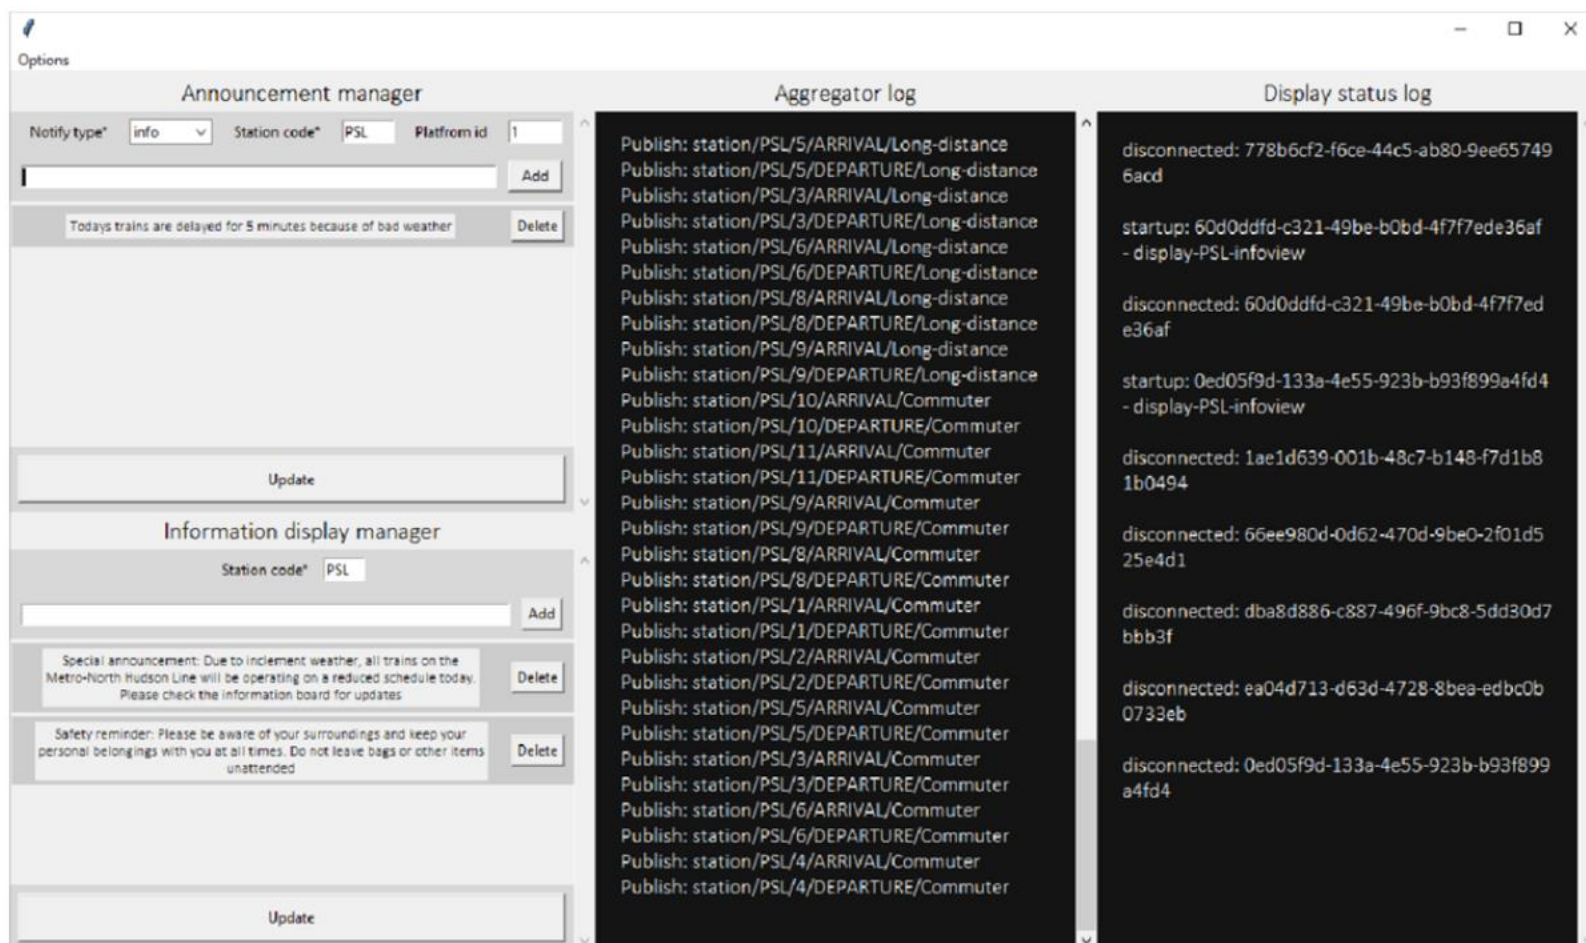 Options
Announcement manager
Notify type* info Station code* PSL Platfrom id 1
Add
Todays trains are delayed for 5 minutes because of bad weather Delete
Update
Information display manager
Station code* PSL
Add
Special announcement: Due to inclement weather, all trains on the
Metro-North Hudson Line will be operating on a reduced schedule today.
Please check the information board for updates
Delete
Safety reminder: Please be aware of your surroundings and keep your
personal belongings with you at all times. Do not leave bags or other items
unattended
Delete
Update
Aggregator log
Publish: station/PSL/5/ARRIVAL/Long-distance
Publish: station/PSL/5/DEPARTURE/Long-distance
Publish: station/PSL/3/ARRIVAL/Long-distance
Publish: station/PSL/3/DEPARTURE/Long-distance
Publish: station/PSL/6/ARRIVAL/Long-distance
Publish: station/PSL/6/DEPARTURE/Long-distance
Publish: station/PSL/8/ARRIVAL/Long-distance
Publish: station/PSL/8/DEPARTURE/Long-distance
Publish: station/PSL/9/ARRIVAL/Long-distance
Publish: station/PSL/9/DEPARTURE/Long-distance
Publish: station/PSL/10/ARRIVAL/Commuter
Publish: station/PSL/10/DEPARTURE/Commuter
Publish: station/PSL/11/ARRIVAL/Commuter
Publish: station/PSL/11/DEPARTURE/Commuter
Publish: station/PSL/9/ARRIVAL/Commuter
Publish: station/PSL/9/DEPARTURE/Commuter
Publish: station/PSL/8/ARRIVAL/Commuter
Publish: station/PSL/8/DEPARTURE/Commuter
Publish: station/PSL/1/ARRIVAL/Commuter
Publish: station/PSL/1/DEPARTURE/Commuter
Publish: station/PSL/2/ARRIVAL/Commuter
Publish: station/PSL/2/DEPARTURE/Commuter
Publish: station/PSL/5/ARRIVAL/Commuter
Publish: station/PSL/5/DEPARTURE/Commuter
Publish: station/PSL/3/ARRIVAL/Commuter
Publish: station/PSL/3/DEPARTURE/Commuter
Publish: station/PSL/6/ARRIVAL/Commuter
Publish: station/PSL/6/DEPARTURE/Commuter
Publish: station/PSL/4/ARRIVAL/Commuter
Publish: station/PSL/4/DEPARTURE/Commuter
Display status log
disconnected: 778b6cf2-f6ce-44c5-ab80-9ee65749
6acd
startup: 60d0ddfd-c321-49be-b0bd-4f7f7ede36af
- display-PSL-infoview
disconnected: 60d0ddfd-c321-49be-b0bd-4f7f7ed
e36af
startup: 0ed05f9d-133a-4e55-923b-b93f899a4fd4
- display-PSL-infoview
disconnected: 1ae1d639-001b-48c7-b148-f7d1b8
1b0494
disconnected: 66ee980d-0d62-470d-9be0-2f01d5
25e4d1
disconnected: dba8d886-c887-496f-9bc8-5dd30d7
bbb3f
disconnected: ea04d713-d63d-4728-8bea-edbc0b
0733eb
disconnected: 0ed05f9d-133a-4e55-923b-b93f899
a4fd4